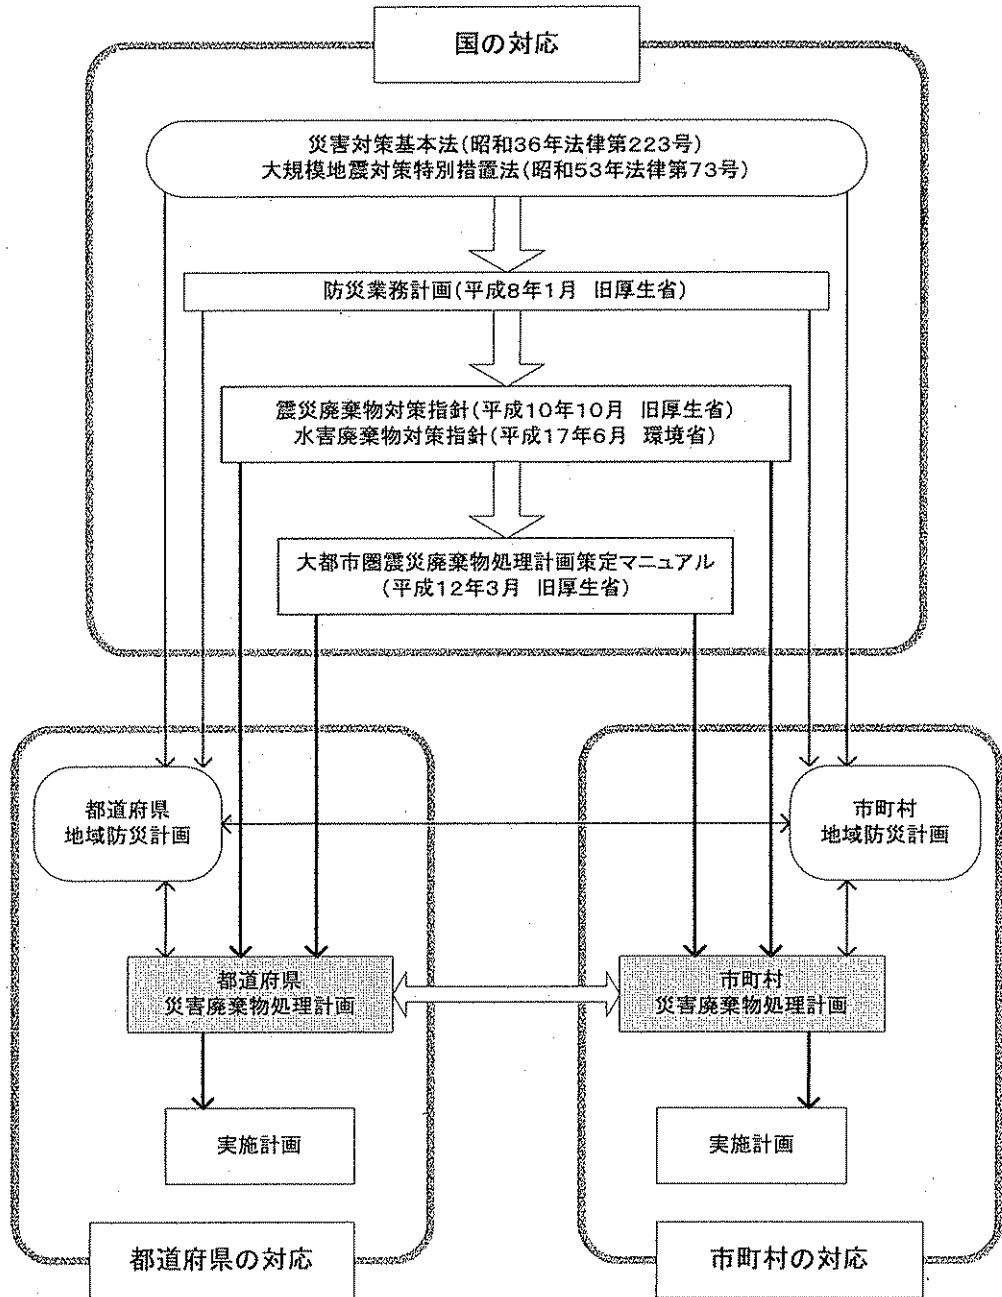 国の対応
災害対策基本法(昭和36年法律第223号)
大規模地震対策特別措置法(昭和53年法律第73号)
防災業務計画(平成8年1月 旧厚生省)
震災廃棄物対策指針(平成10年10月 旧厚生省)
水害廃棄物対策指針(平成17年6月 環境省)
大都市圏震災廃棄物処理計画策定マニュアル
(平成12年3月 旧厚生省)
都道府県
地域防災計画
市町村
地域防災計画
都道府県
災害廃棄物処理計画
市町村
災害廃棄物処理計画
実施計画
実施計画
都道府県の対応
市町村の対応